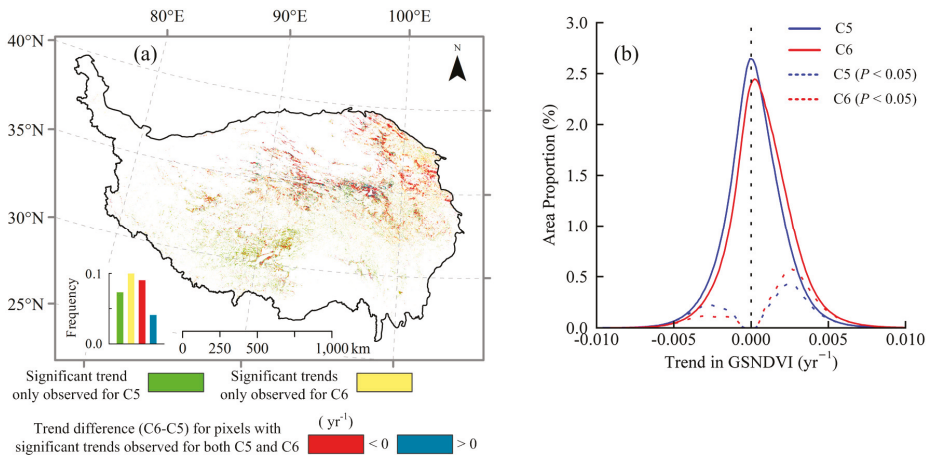 80°E 90°E 100°E
40°N
35°N
30°N
25°N
(a)
N
0.1
Frequency
0.0
0 250 500 1,000 km
Significant trend only observed for C5
Significant trends only observed for C6
Trend difference (C6-C5) for pixels with significant trends observed for both C5 and C6
( yr⁻¹)
< 0
> 0
(b)
C5
C6
C5 (P < 0.05)
C6 (P < 0.05)
Area Proportion (%)
3.0
2.5
2.0
1.5
1.0
0.5
0.0
-0.010 -0.005 0.000 0.005 0.010
Trend in GSNDVI (yr⁻¹)